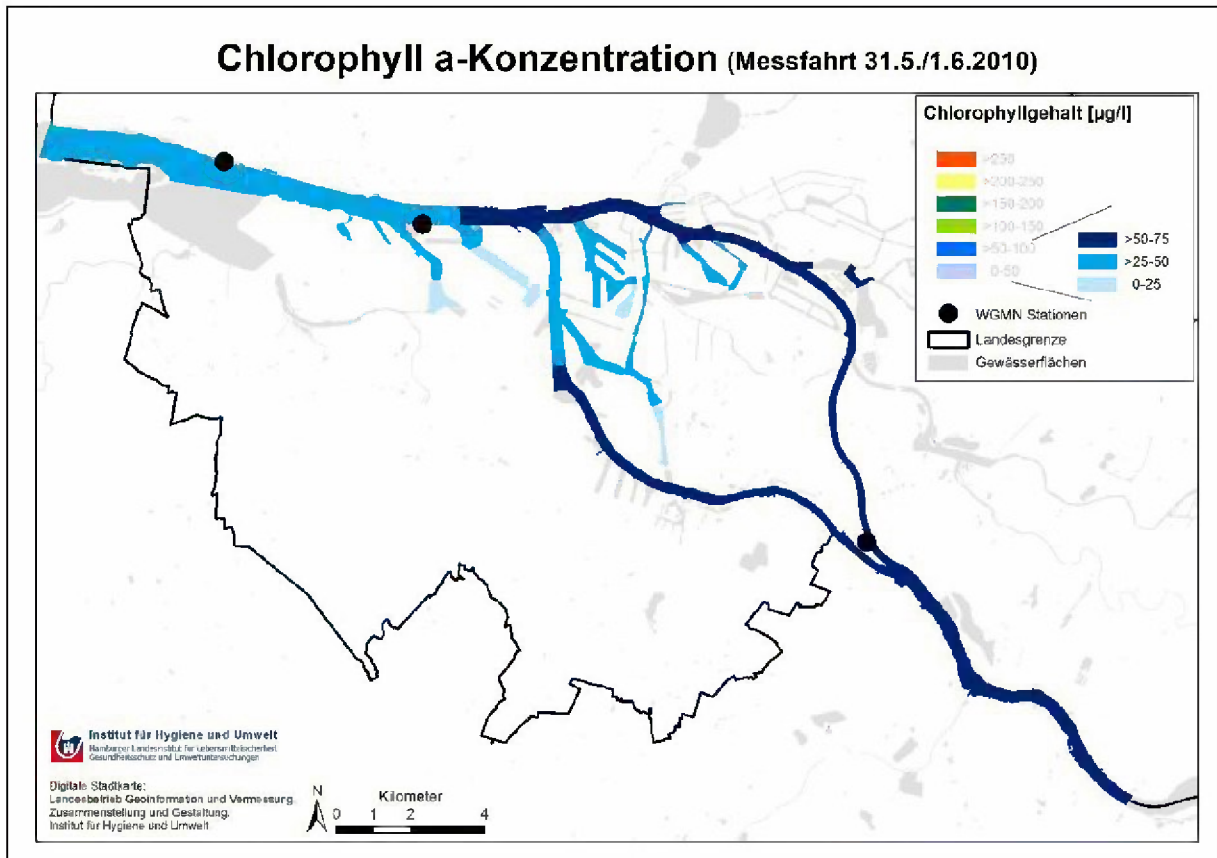 Chlorophyll a-Konzentration (Messfahrt 31.5./1.6.2010)
Chlorophyllgehalt [µg/l]
>250
>200-250
>150-200
>100-150
>50-100
0-50
>50-75
>25-50
0-25
WGMN Stationen
Landesgrenze
Gewässerflächen
Institut für Hygiene und Umwelt
Hamburger Landesinstitut für Lebensmittelsicherheit
Gesundheitsschutz und Umweltuntersuchungen
Digitale Stadtkarte:
Landesbetrieb Geoinformation und Vermessung.
Zusammenstellung und Gestaltung.
Institut für Hygiene und Umwelt
N
Kilometer
0 1 2 4